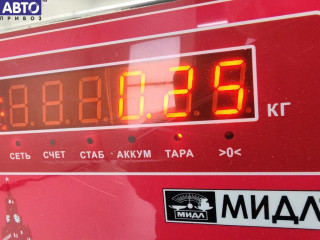 АВТО
ПРИВОЗ
0.25
КГ
СЕТЬ СЧЕТ СТАБ АККУМ ТАРА >0<
МИДЛ МИДЛ